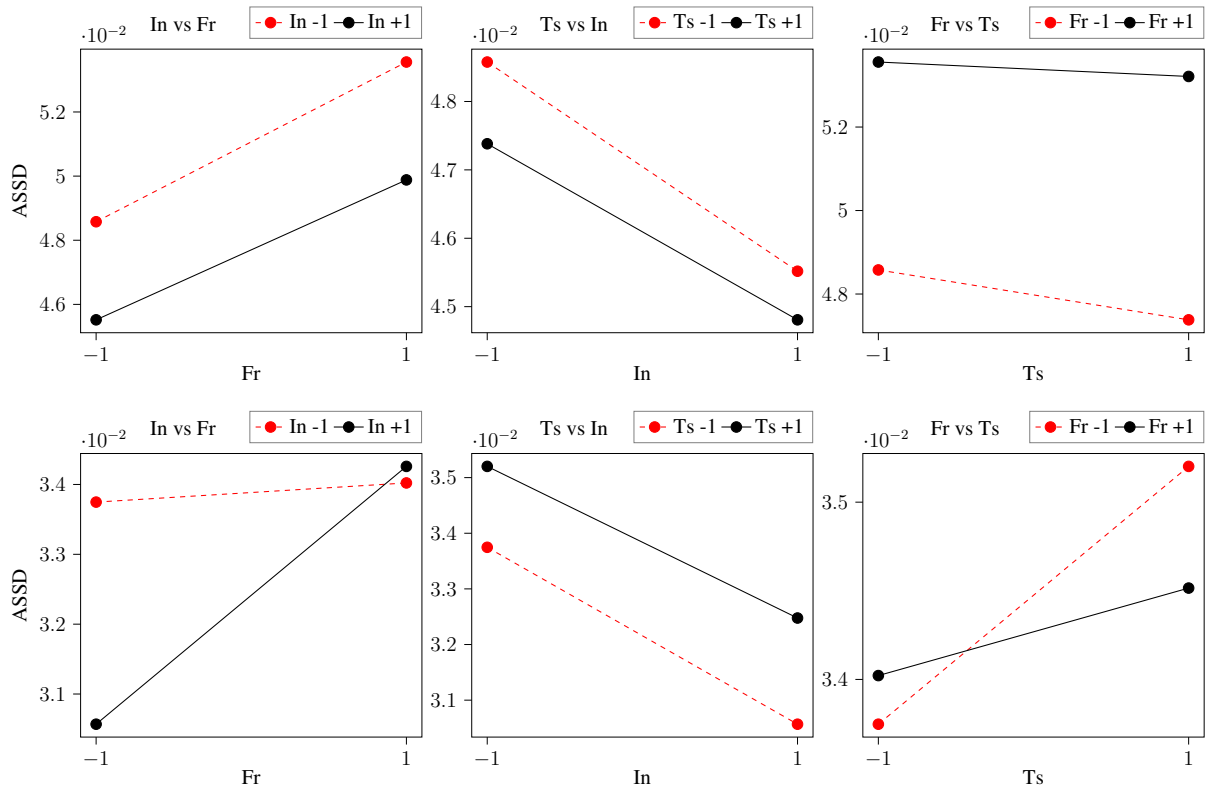 In vs Fr In -1 In +1
·10−2
5.2
5
4.8
4.6
ASSD
−1 1
Fr
Ts vs In Ts -1 Ts +1
·10−2
4.8
4.7
4.6
4.5
−1 1
In
Fr vs Ts Fr -1 Fr +1
·10−2
5.2
5
4.8
−1 1
Ts
In vs Fr In -1 In +1
·10−2
3.4
3.3
3.2
3.1
ASSD
−1 1
Fr
Ts vs In Ts -1 Ts +1
·10−2
3.5
3.4
3.3
3.2
3.1
−1 1
In
Fr vs Ts Fr -1 Fr +1
·10−2
3.5
3.4
−1 1
Ts